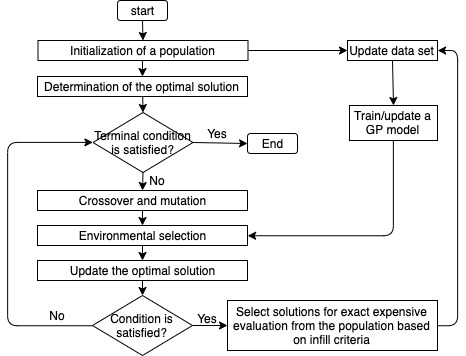 start
Initialization of a population
Update data set
Determination of the optimal solution
Train/update a
GP model
Terminal condition
is satisfied?
Yes
End
No
Crossover and mutation
Environmental selection
Update the optimal solution
Condition is
satisfied?
No
Yes
Select solutions for exact expensive
evaluation from the population based
on infill criteria